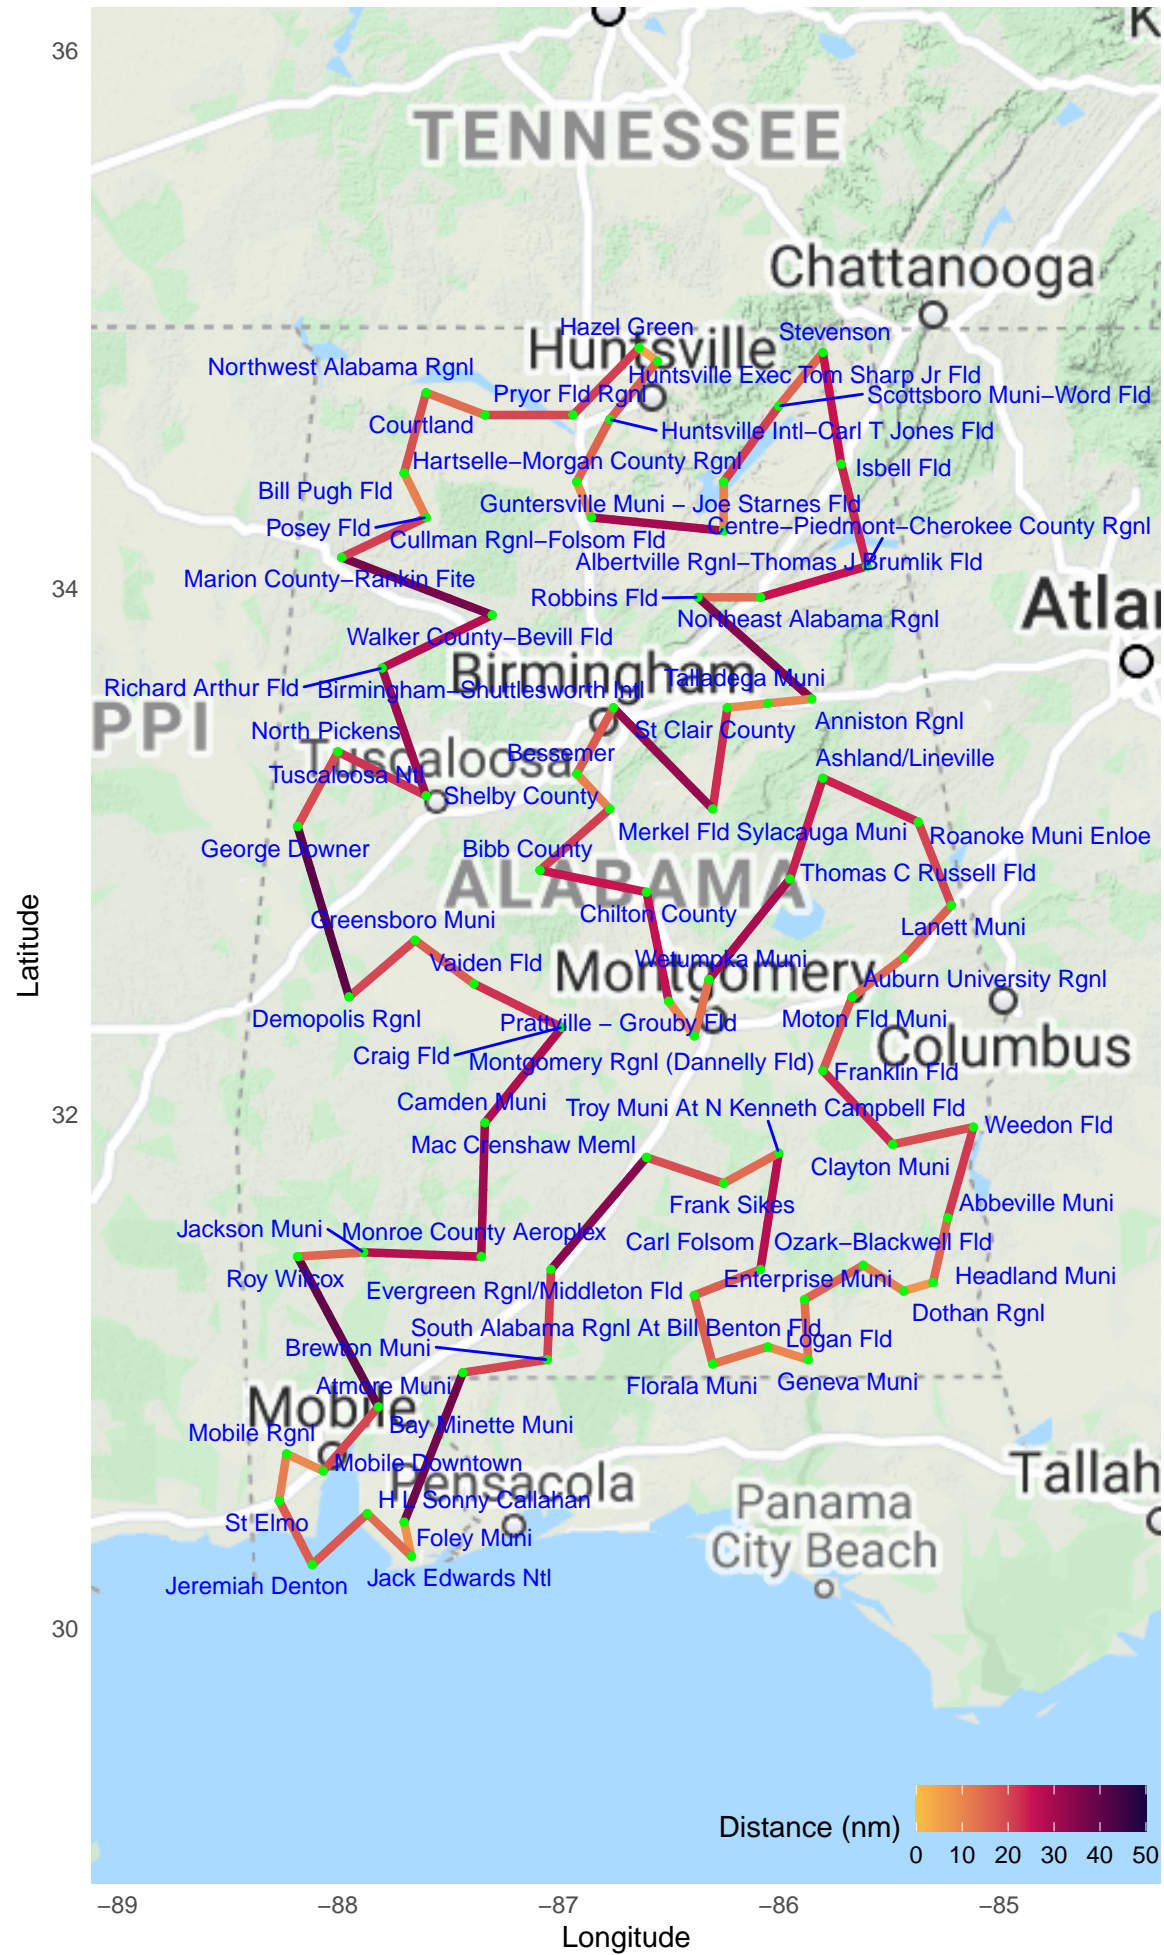 36
K
TENNESSEE
Chattanooga
Hazel Green
Stevenson
Huntsville
Northwest Alabama Rgnl
Huntsville Exec Tom Sharp Jr Fld
Pryor Fld Rgnl
Scottsboro Muni−Word Fld
Courtland
Huntsville Intl−Carl T Jones Fld
Hartselle−Morgan County Rgnl
Isbell Fld
Bill Pugh Fld
Guntersville Muni − Joe Starnes Fld
Posey Fld
Centre−Piedmont−Cherokee County Rgnl
Cullman Rgnl−Folsom Fld
Albertville Rgnl−Thomas J Brumlik Fld
Marion County−Rankin Fite
34
Robbins Fld
Atlan
Northeast Alabama Rgnl
Walker County−Bevill Fld
Birmingham
Talladega Muni
Richard Arthur Fld
Birmingham−Shuttlesworth Intl
PPI
Anniston Rgnl
North Pickens
St Clair County
Tuscaloosa
Bessemer
Ashland/Lineville
Tuscaloosa Ntl
Shelby County
Merkel Fld Sylacauga Muni
Roanoke Muni Enloe
George Downer
Bibb County
Thomas C Russell Fld
ALABAMA
Chilton County
Greensboro Muni
Lanett Muni
Latitude
Vaiden Fld
Wetumpka Muni
Montgomery
Auburn University Rgnl
Demopolis Rgnl
Prattville − Grouby Fld
Moton Fld Muni
Columbus
Craig Fld
Montgomery Rgnl (Dannelly Fld)
Franklin Fld
Camden Muni
Troy Muni At N Kenneth Campbell Fld
32
Weedon Fld
Mac Crenshaw Meml
Clayton Muni
Frank Sikes
Abbeville Muni
Jackson Muni
Monroe County Aeroplex
Carl Folsom
Ozark−Blackwell Fld
Roy Wilcox
Evergreen Rgnl/Middleton Fld
Enterprise Muni
Headland Muni
Dothan Rgnl
South Alabama Rgnl At Bill Benton Fld
Logan Fld
Brewton Muni
Atmore Muni
Florala Muni
Geneva Muni
Mobile
Bay Minette Muni
Mobile Rgnl
Mobile Downtown
Pensacola
Tallah
H L Sonny Callahan
Panama
City Beach
St Elmo
Foley Muni
Jeremiah Denton
Jack Edwards Ntl
30
Distance (nm)
0 10 20 30 40 50
−89 −88 −87 −86 −85
Longitude